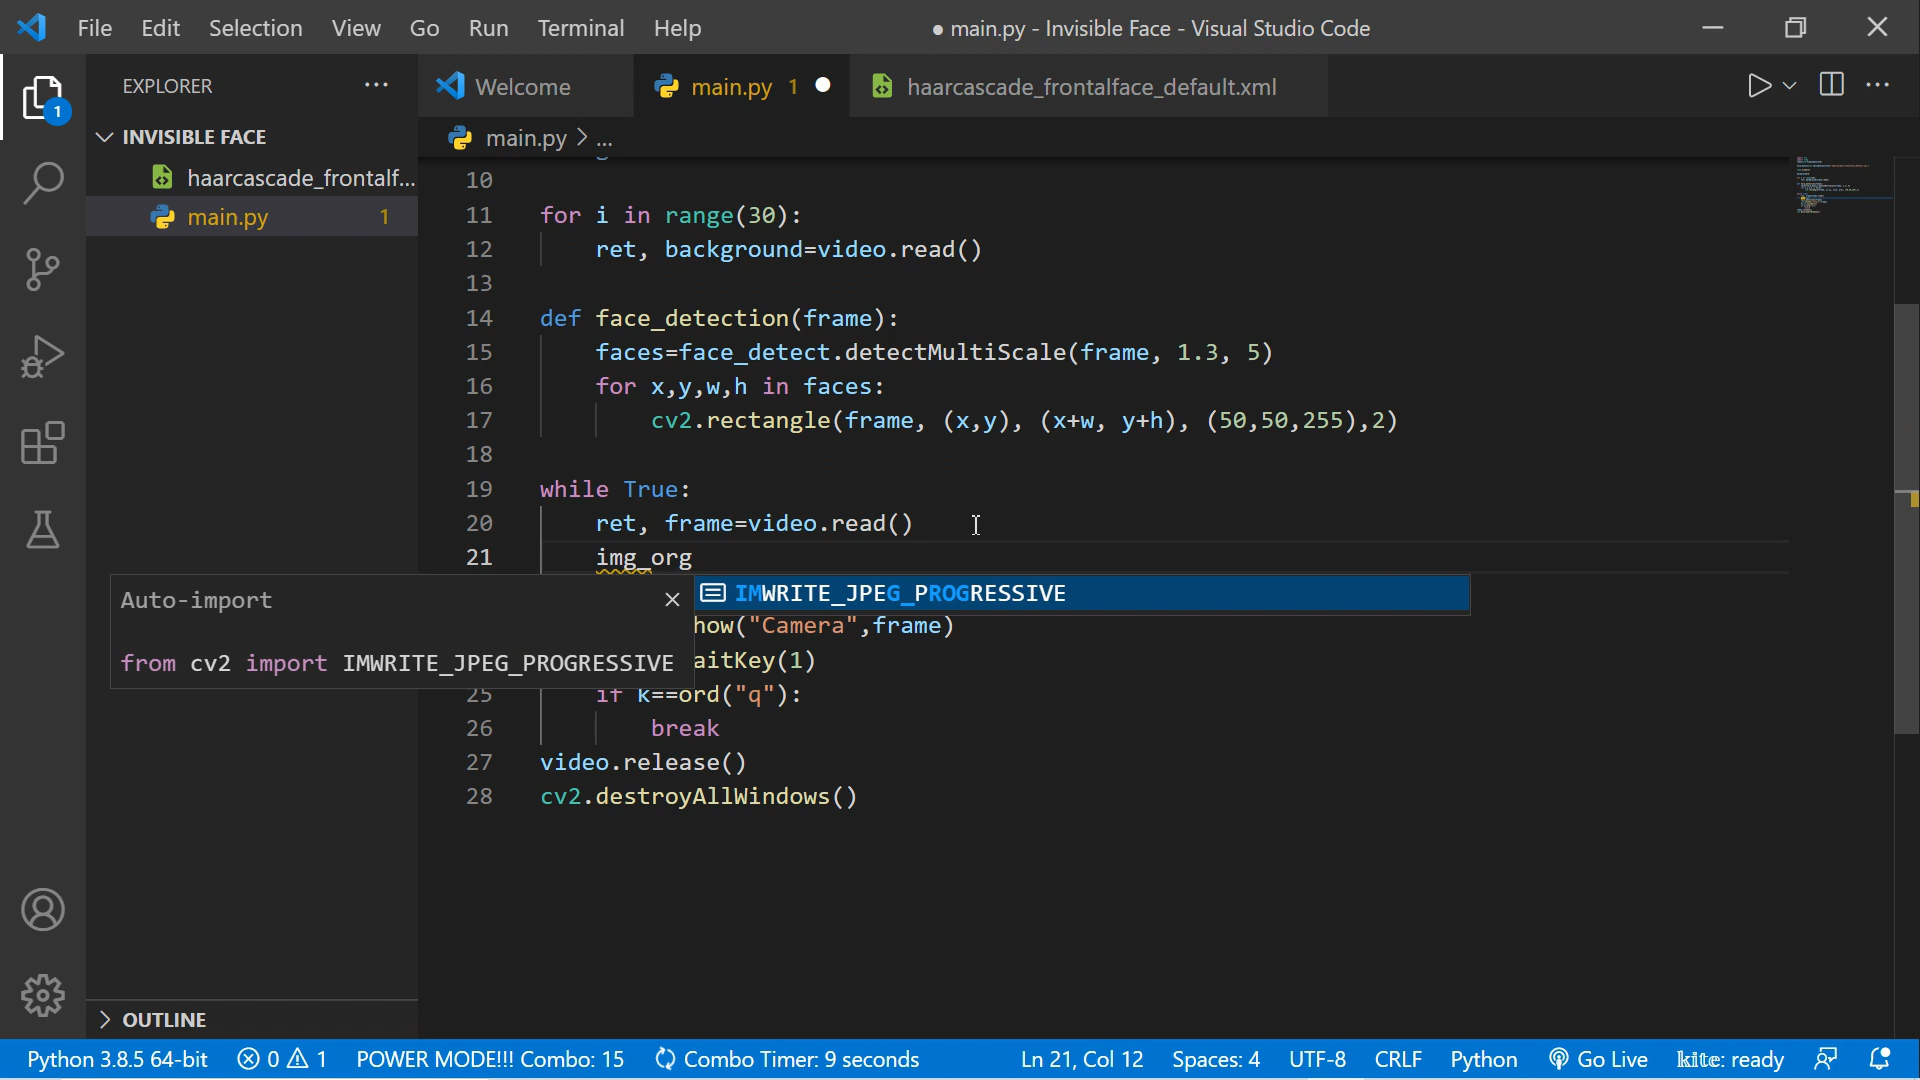 File Edit Selection View Go Run Terminal Help
● main.py - Invisible Face - Visual Studio Code
EXPLORER
Welcome
main.py 1
haarcascade_frontalface_default.xml
1
INVISIBLE FACE
main.py > ...
haarcascade_frontalf...
main.py 1
10
11 for i in range(30):
12 ret, background=video.read()
13
14 def face_detection(frame):
15 faces=face_detect.detectMultiScale(frame, 1.3, 5)
16 for x,y,w,h in faces:
17 cv2.rectangle(frame, (x,y), (x+w, y+h), (50,50,255),2)
18
19 while True:
20 ret, frame=video.read()
21 img_org
Auto-import
IMWRITE_JPEG_PROGRESSIVE
how("Camera",frame)
from cv2 import IMWRITE_JPEG_PROGRESSIVE
aitKey(1)
25 if k==ord("q"):
26 break
27 video.release()
28 cv2.destroyAllWindows()
OUTLINE
Python 3.8.5 64-bit 0 1 POWER MODE!!! Combo: 15 Combo Timer: 9 seconds Ln 21, Col 12 Spaces: 4 UTF-8 CRLF Python Go Live kite: ready